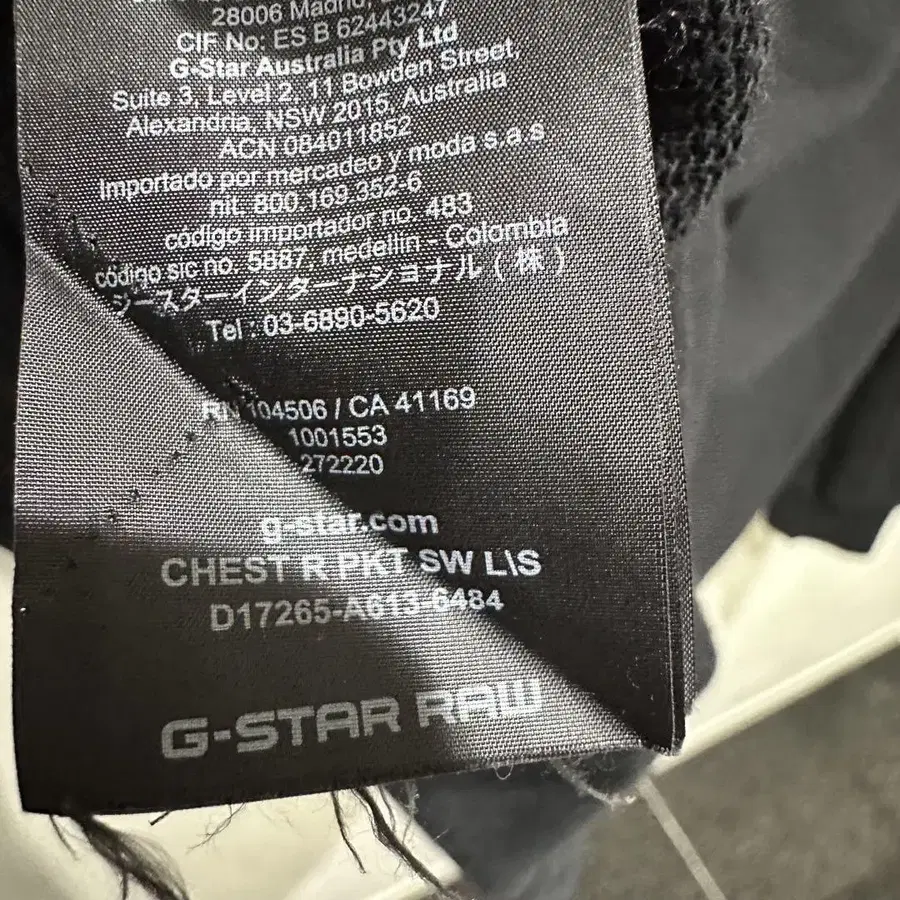 28006 Madrid,
CIF No: ES B 62443247
G-Star Australia Pty Ltd
Suite 3, Level 2, 11 Bowden Street,
Alexandria, NSW 2015, Australia
ACN 084011852
Importado por mercadeo y moda s.a.s
nit. 800.169.352-6
código importador no. 483
código sic no. 5887, medellin - Colombia
ジースターインターナショナル (株)
Tel : 03-6890-5620
RN 104506 / CA 41169
1001553
272220
g-star.com
CHEST R PKT SW L\S
D17265-A613-6484
G-STAR RAW